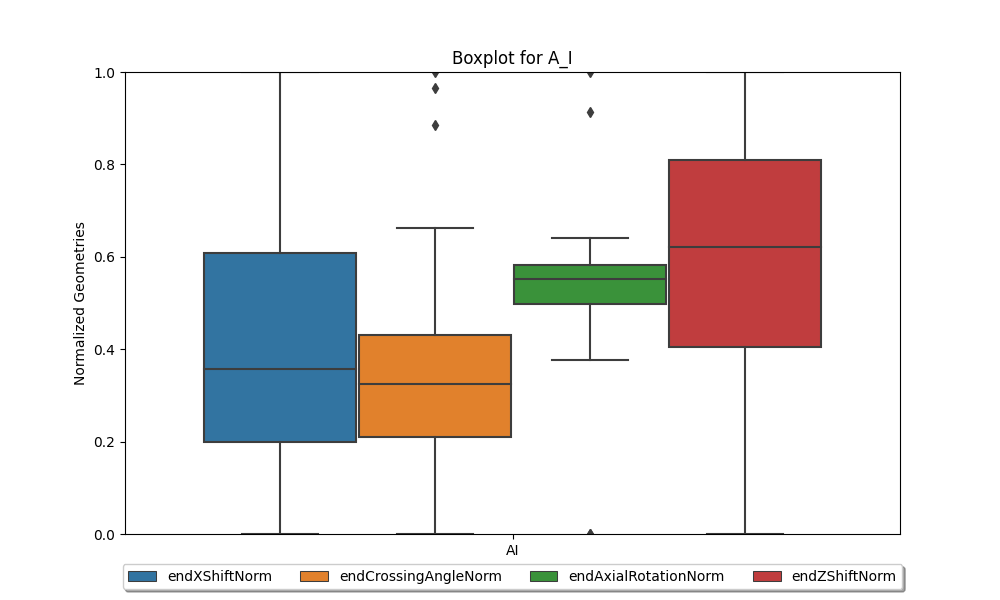 Boxplot for A_I
1.0
0.8
0.6
0.4
0.2
0.0
Normalized Geometries
AI
endXShiftNorm endCrossingAngleNorm endAxialRotationNorm endZShiftNorm